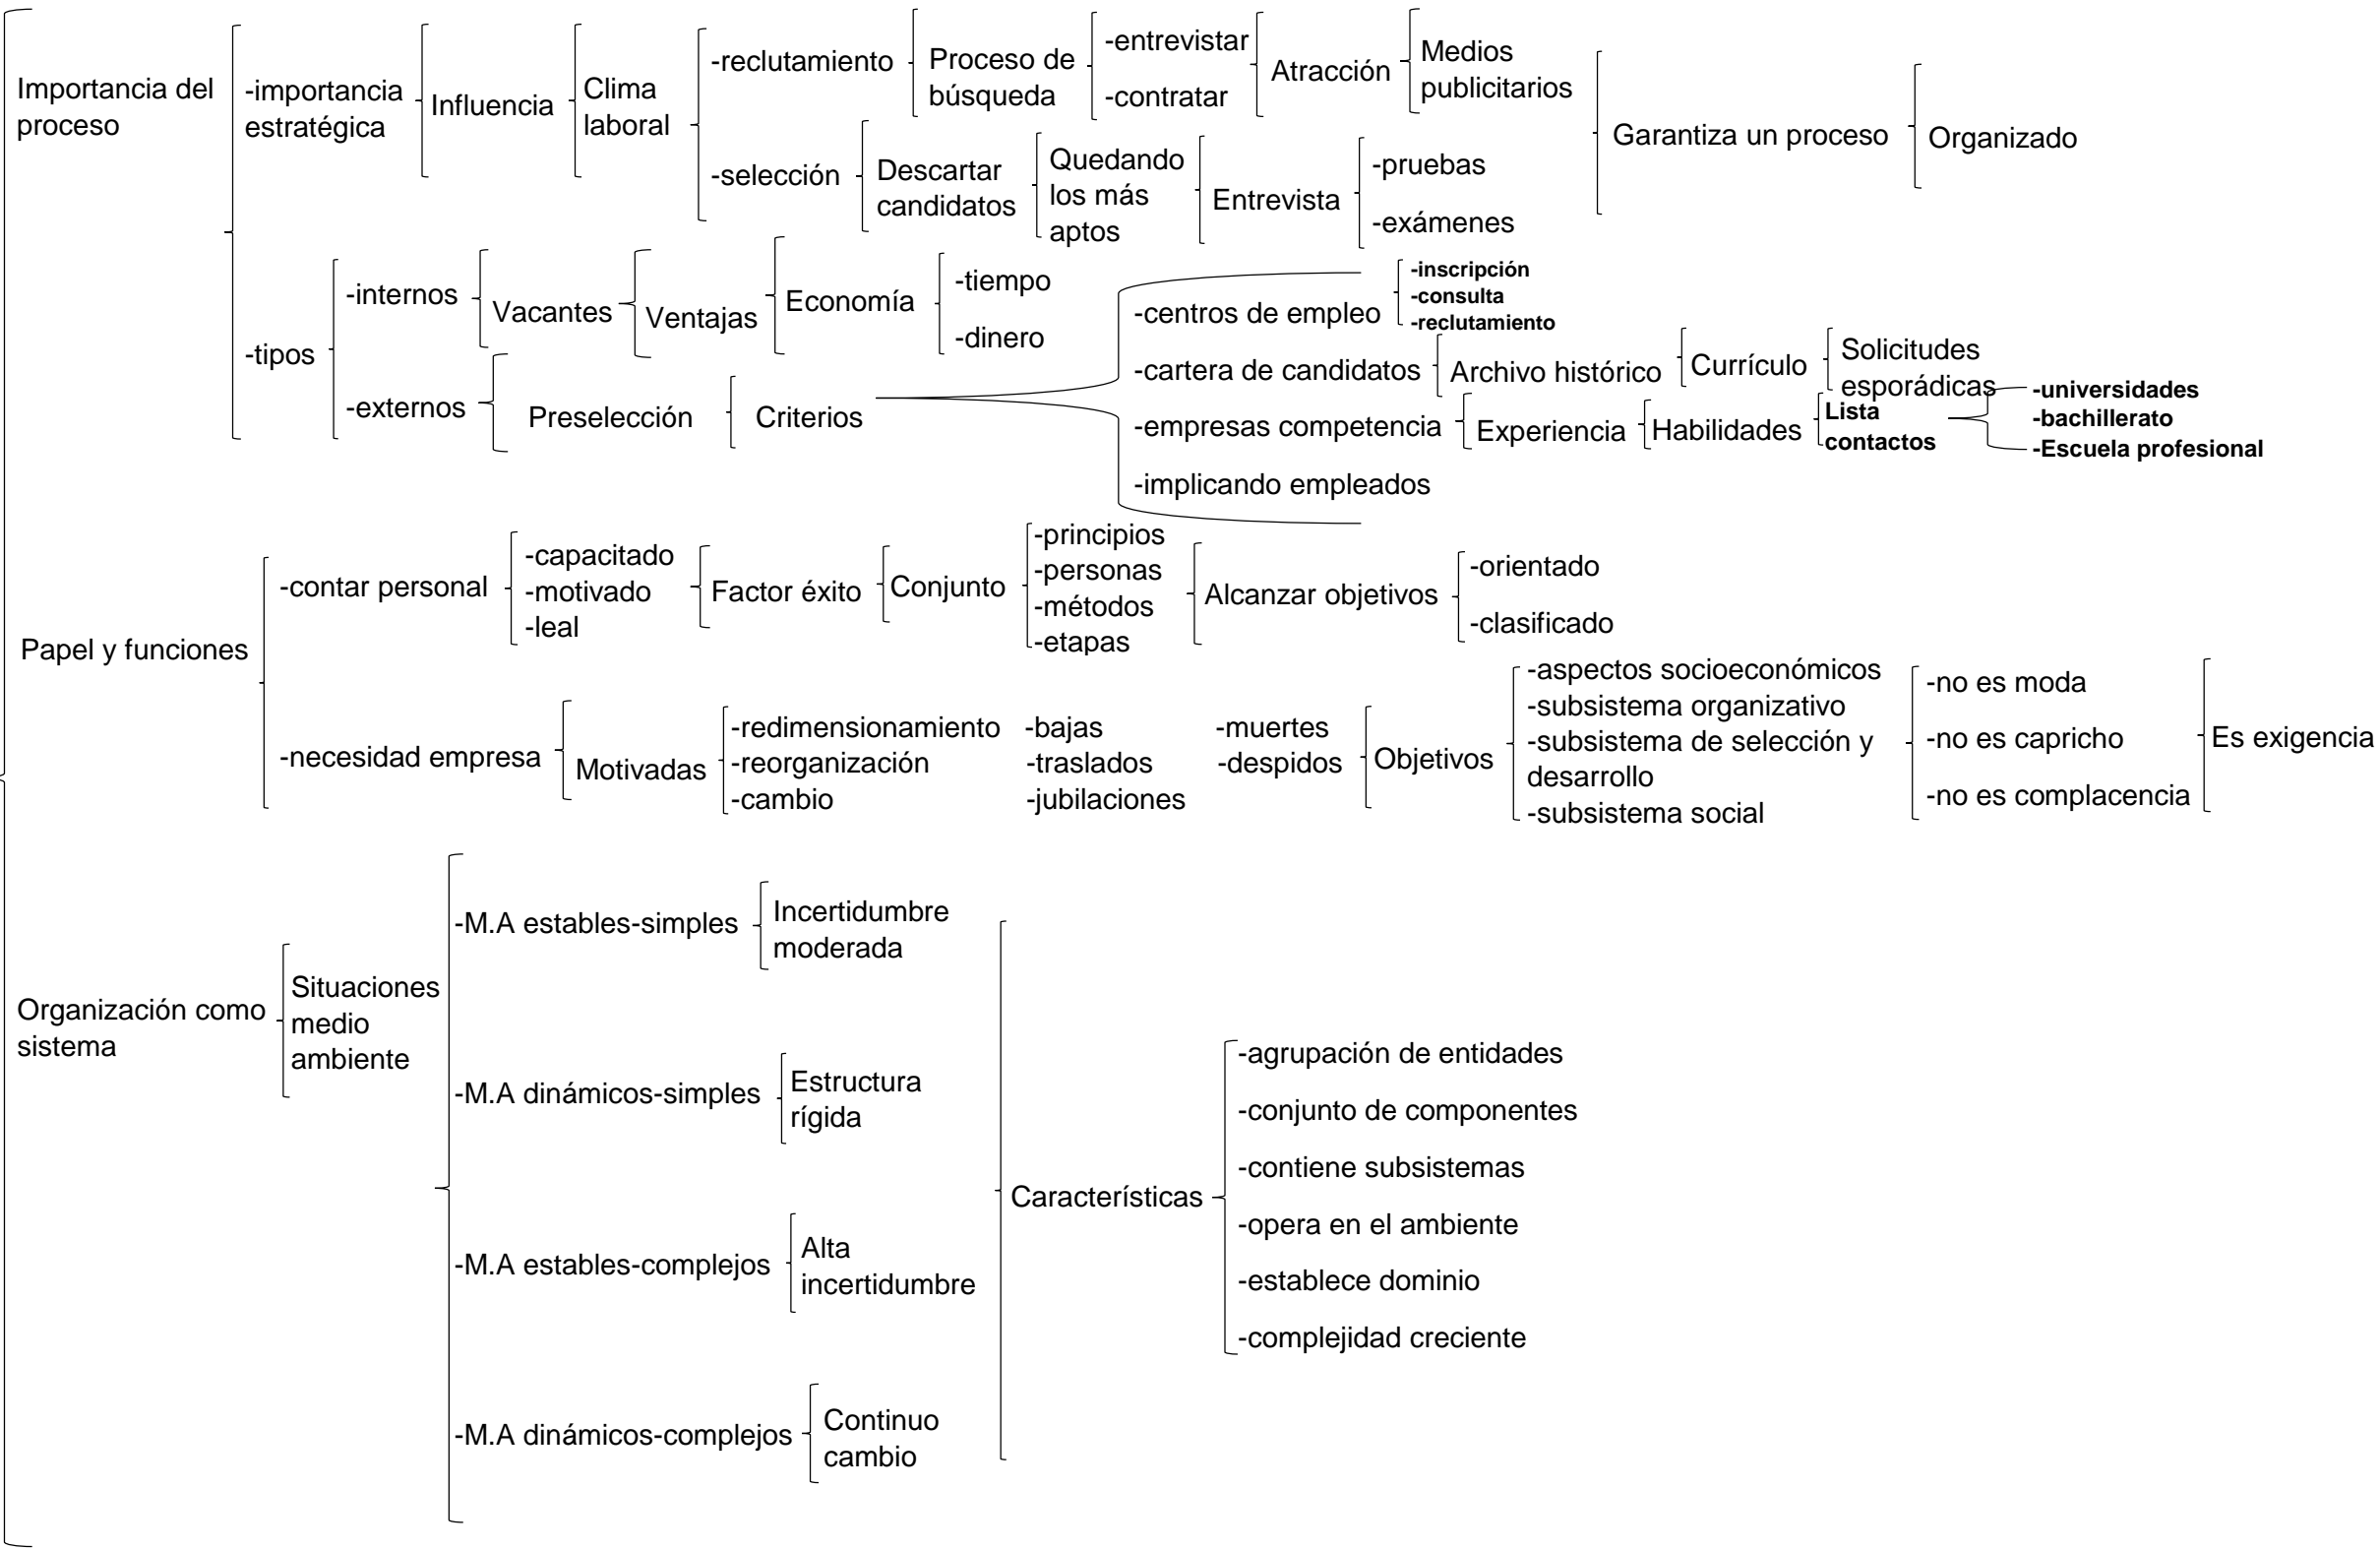 Importancia del
proceso
-importancia
estratégica
Influencia
Clima
laboral
-reclutamiento
Proceso de
búsqueda
-entrevistar
-contratar
Atracción
Medios
publicitarios
-selección
Descartar
candidatos
Quedando
los más
aptos
Entrevista
-pruebas
-exámenes
Garantiza un proceso
Organizado
-tipos
-internos
Vacantes
Ventajas
Economía
-tiempo
-dinero
-externos
Preselección
Criterios
-centros de empleo
-inscripción
-consulta
-reclutamiento
-cartera de candidatos
Archivo histórico
Currículo
Solicitudes
esporádicas
-empresas competencia
Experiencia
Habilidades
Lista
contactos
-universidades
-bachillerato
-Escuela profesional
-implicando empleados
Papel y funciones
-contar personal
-capacitado
-motivado
-leal
Factor éxito
Conjunto
-principios
-personas
-métodos
-etapas
Alcanzar objetivos
-orientado
-clasificado
-necesidad empresa
Motivadas
-redimensionamiento
-reorganización
-cambio
-bajas
-traslados
-jubilaciones
-muertes
-despidos
Objetivos
-aspectos socioeconómicos
-subsistema organizativo
-subsistema de selección y
desarrollo
-subsistema social
-no es moda
-no es capricho
-no es complacencia
Es exigencia
Organización como
sistema
Situaciones
medio
ambiente
-M.A estables-simples
Incertidumbre
moderada
-M.A dinámicos-simples
Estructura
rígida
-M.A estables-complejos
Alta
incertidumbre
-M.A dinámicos-complejos
Continuo
cambio
Características
-agrupación de entidades
-conjunto de componentes
-contiene subsistemas
-opera en el ambiente
-establece dominio
-complejidad creciente